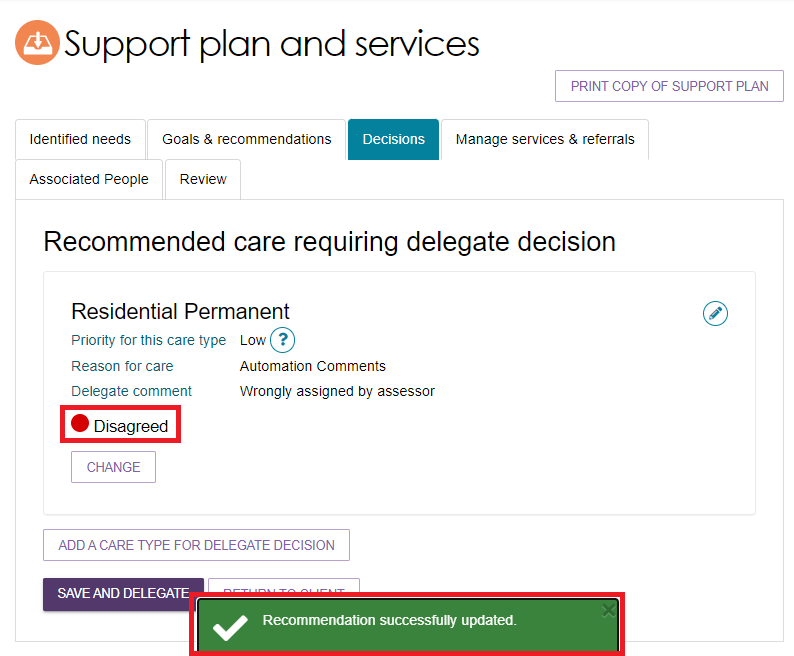 Support plan and services
PRINT COPY OF SUPPORT PLAN
Identified needs
Goals & recommendations
Decisions
Manage services & referrals
Associated People
Review
Recommended care requiring delegate decision
Residential Permanent
Priority for this care type Low ?
Reason for care Automation Comments
Delegate comment Wrongly assigned by assessor
Disagreed
CHANGE
ADD A CARE TYPE FOR DELEGATE DECISION
SAVE AND DELEGATE
RETURN TO CLIENT
Recommendation successfully updated.